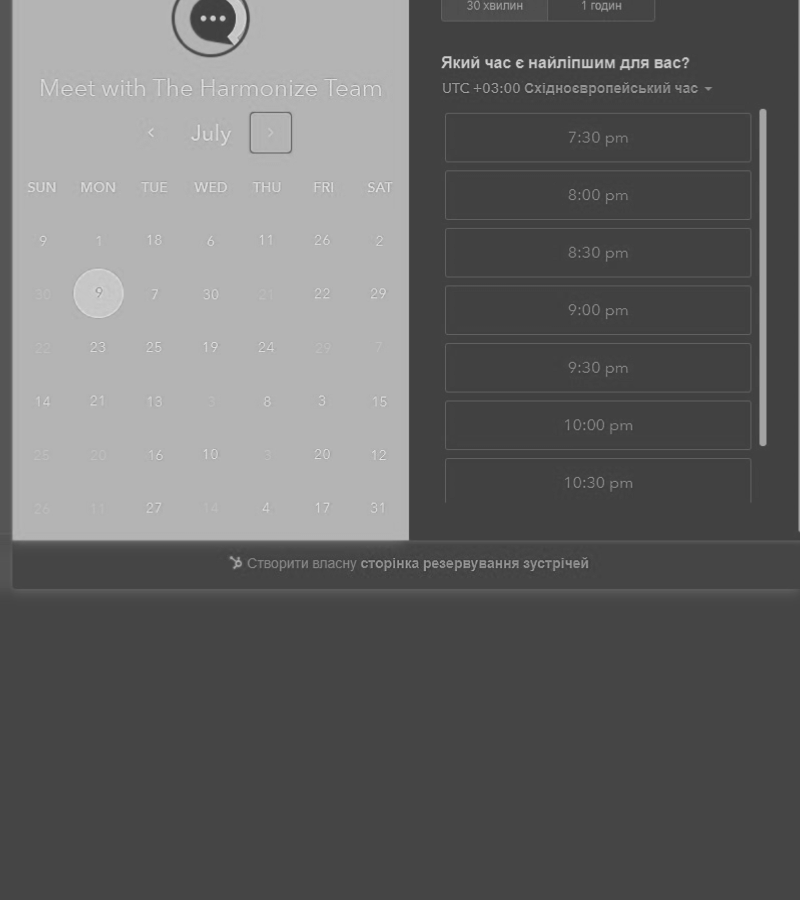 30 хвилин 1 годин
Meet with The Harmonize Team
July
SUN MON TUE WED THU FRI SAT
9 1 18 6 11 26 2
30 9 7 30 21 22 29
22 23 25 19 24 29 7
14 21 13 3 8 3 15
25 20 16 10 3 20 12
26 11 27 14 4 17 31
Який час є найліпшим для вас?
UTC +03:00 Східноєвропейський час
7:30 pm
8:00 pm
8:30 pm
9:00 pm
9:30 pm
10:00 pm
10:30 pm
Створити власну сторінка резервування зустрічей